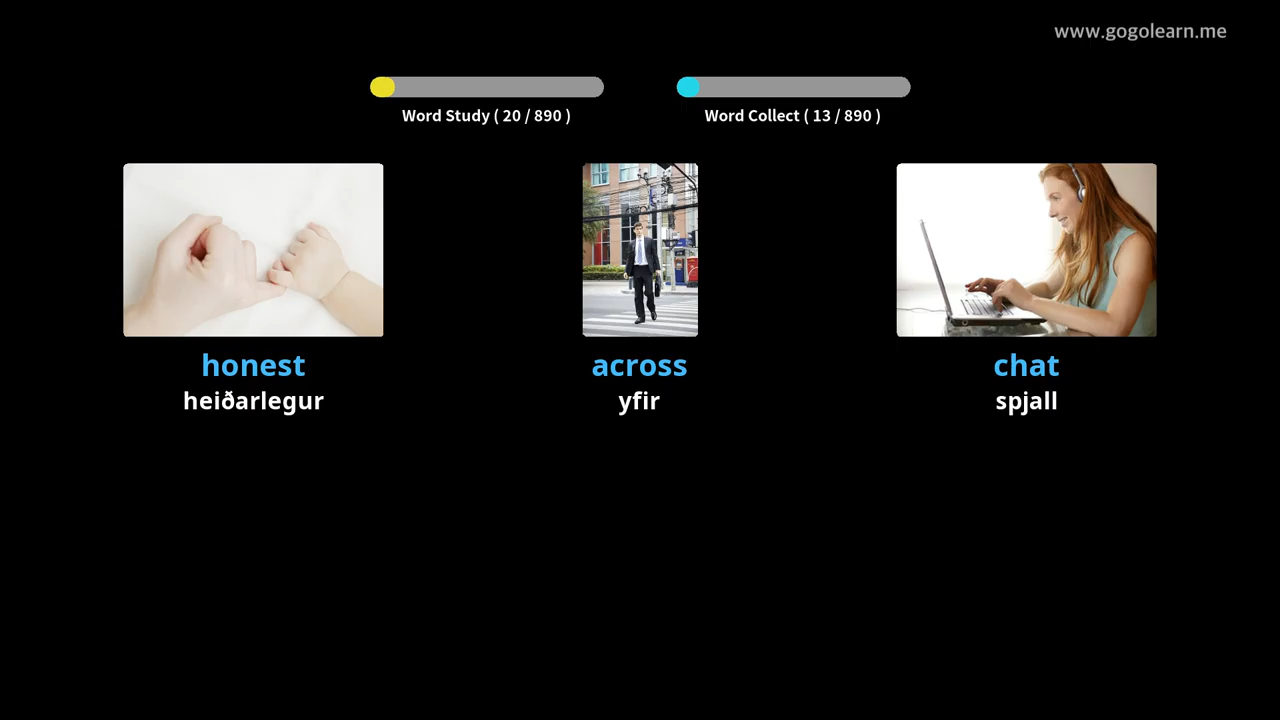 www.gogolearn.me
Word Study ( 20 / 890 )
Word Collect ( 13 / 890 )
honest
heiðarlegur
across
yfir
chat
spjall